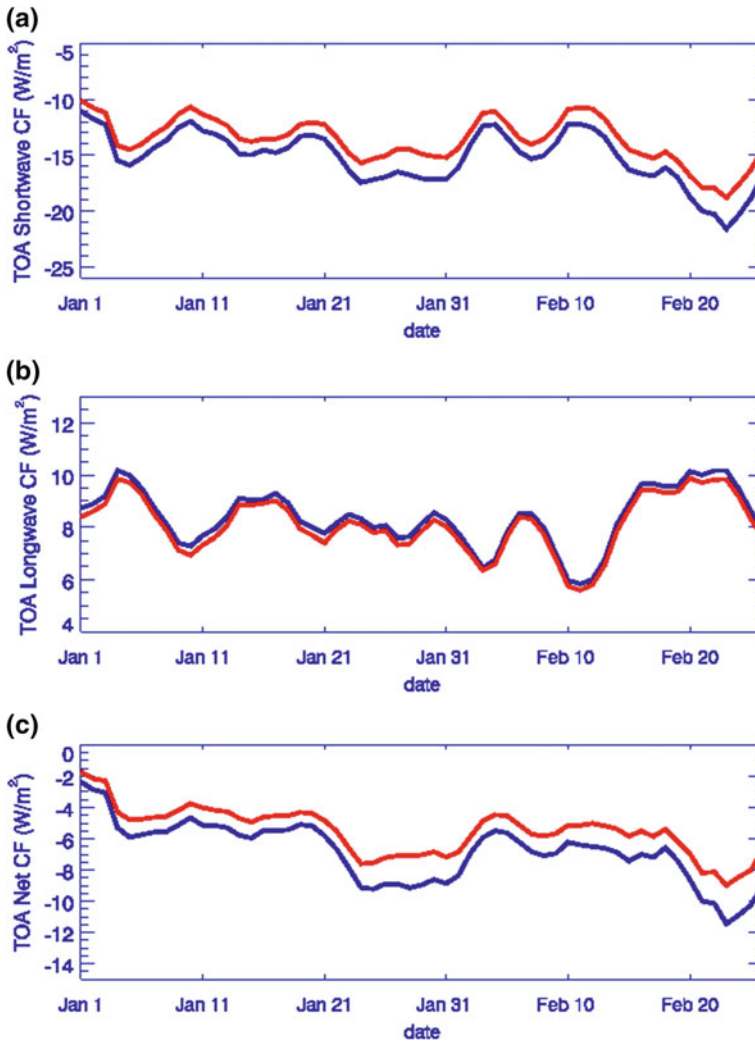 (a)
TOA Shortwave CF (W/m²)
-5
-10
-15
-20
-25
Jan 1 Jan 11 Jan 21 Jan 31 Feb 10 Feb 20
date
(b)
TOA Longwave CF (W/m²)
12
10
8
6
4
Jan 1 Jan 11 Jan 21 Jan 31 Feb 10 Feb 20
date
(c)
TOA Net CF (W/m²)
0
-2
-4
-6
-8
-10
-12
-14
Jan 1 Jan 11 Jan 21 Jan 31 Feb 10 Feb 20
date